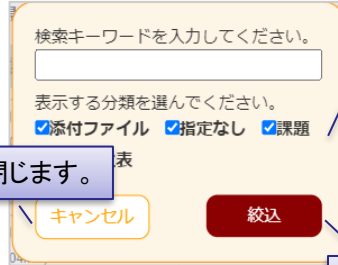 検索キーワードを入力してください。
表示する分類を選んでください。
添付ファイル 指定なし 課題
表
閉じます。
キャンセル 絞込